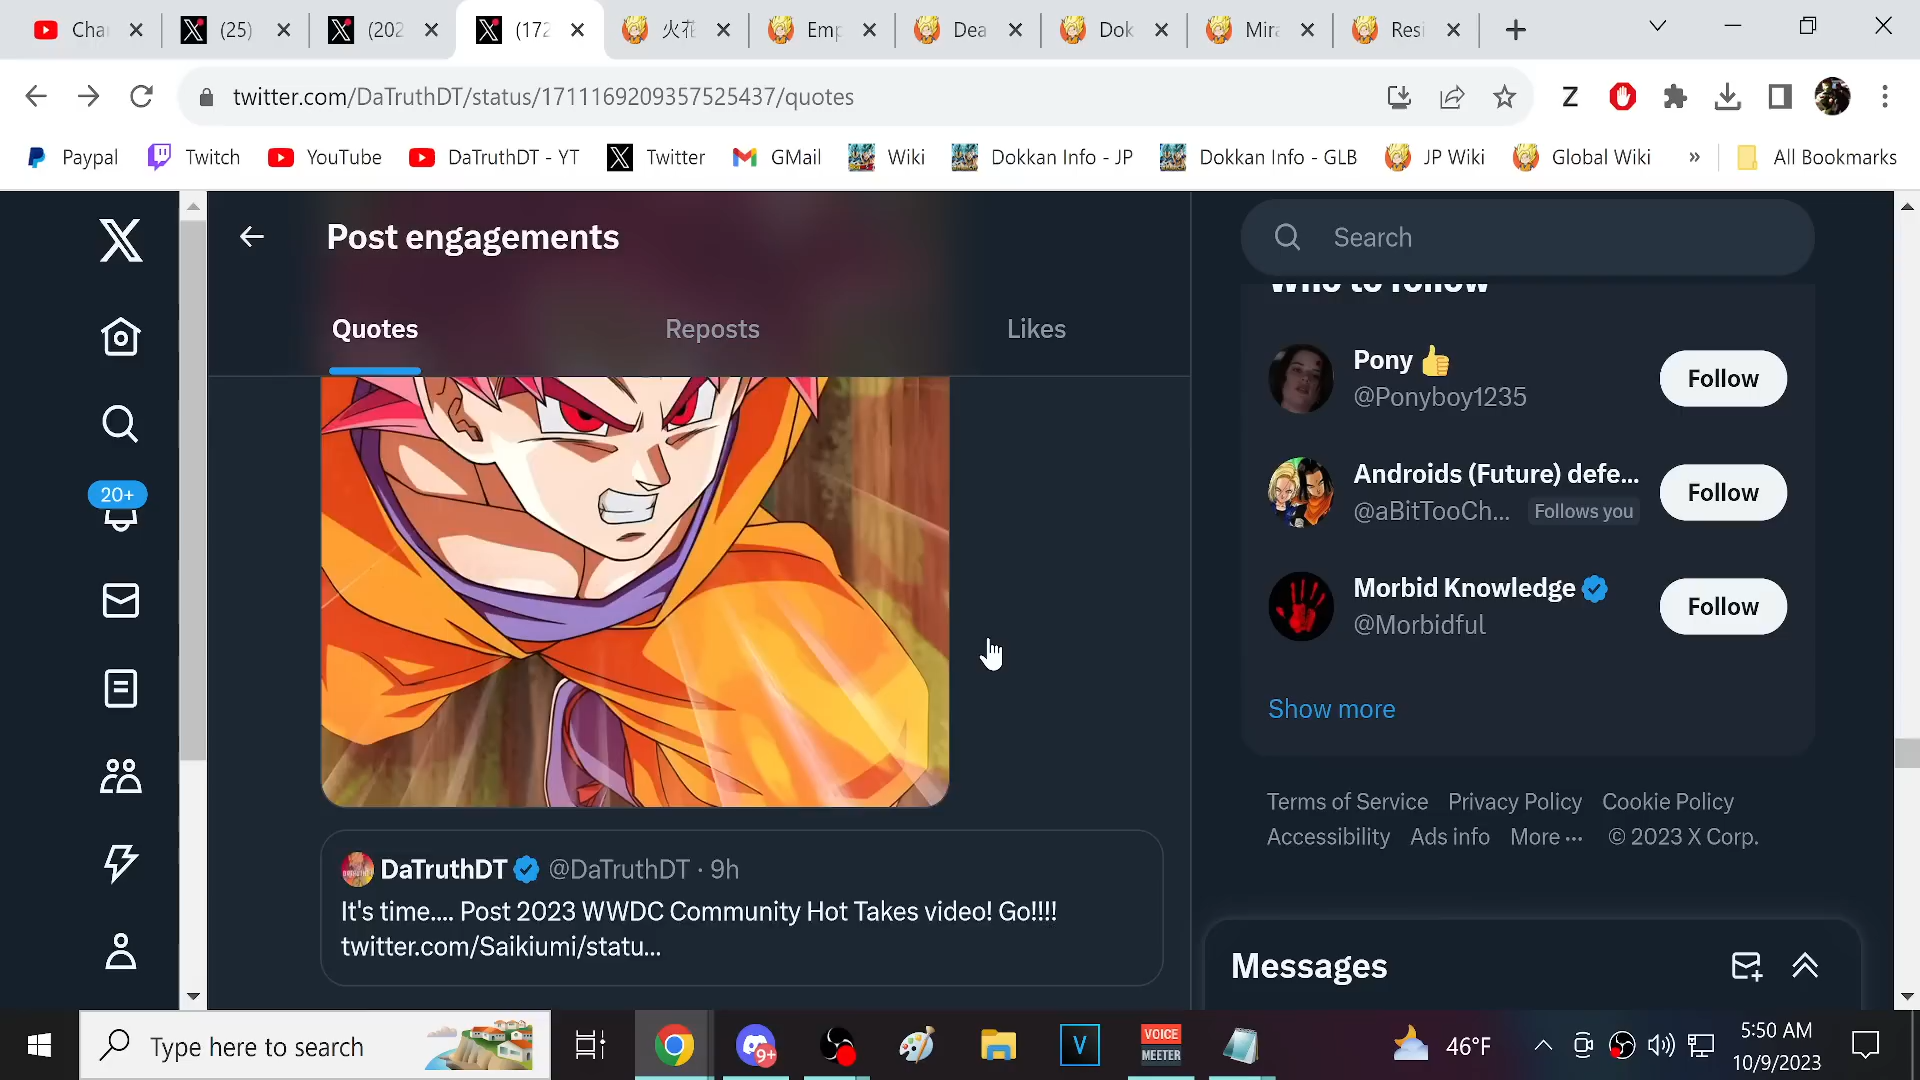 Cha
(25)
(202
(172
火花
Emp
Dea
Dok
Mira
Resi
twitter.com/DaTruthDT/status/1711169209357525437/quotes
Z
Paypal
Twitch
YouTube
DaTruthDT - YT
Twitter
GMail
Wiki
Dokkan Info - JP
Dokkan Info - GLB
JP Wiki
Global Wiki
»
All Bookmarks
Post engagements
Search
Quotes
Reposts
Likes
Who to follow
Pony
@Ponyboy1235
Follow
Androids (Future) defe...
@aBitTooCh...
Follows you
Follow
Morbid Knowledge
@Morbidful
Follow
Show more
20+
Terms of Service Privacy Policy Cookie Policy
Accessibility Ads info More ··· © 2023 X Corp.
DaTruthDT @DaTruthDT · 9h
It's time.... Post 2023 WWDC Community Hot Takes video! Go!!!!
twitter.com/Saikiumi/statu...
Messages
Type here to search
9+
V
VOICE
MEETER
46°F
5:50 AM
10/9/2023